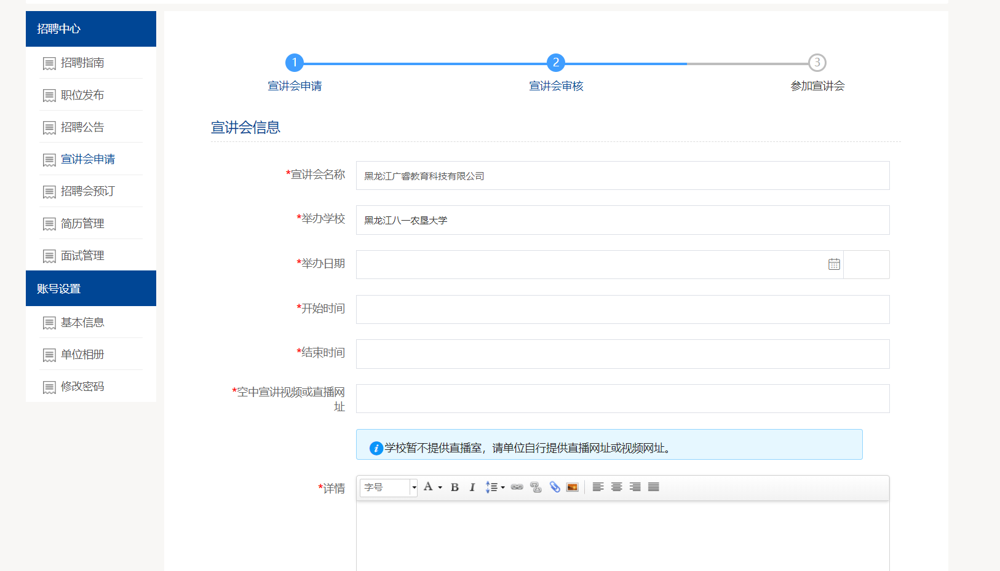 招聘中心
招聘指南
职位发布
招聘公告
宣讲会申请
招聘会预订
简历管理
面试管理
账号设置
基本信息
单位相册
修改密码
1
2
3
宣讲会申请
宣讲会审核
参加宣讲会
宣讲会信息
*宣讲会名称
黑龙江广睿教育科技有限公司
*举办学校
黑龙江八一农垦大学
*举办日期
*开始时间
*结束时间
*空中宣讲视频或直播网
址
学校暂不提供直播室，请单位自行提供直播网址或视频网址。
*详情
字号
A
B
I